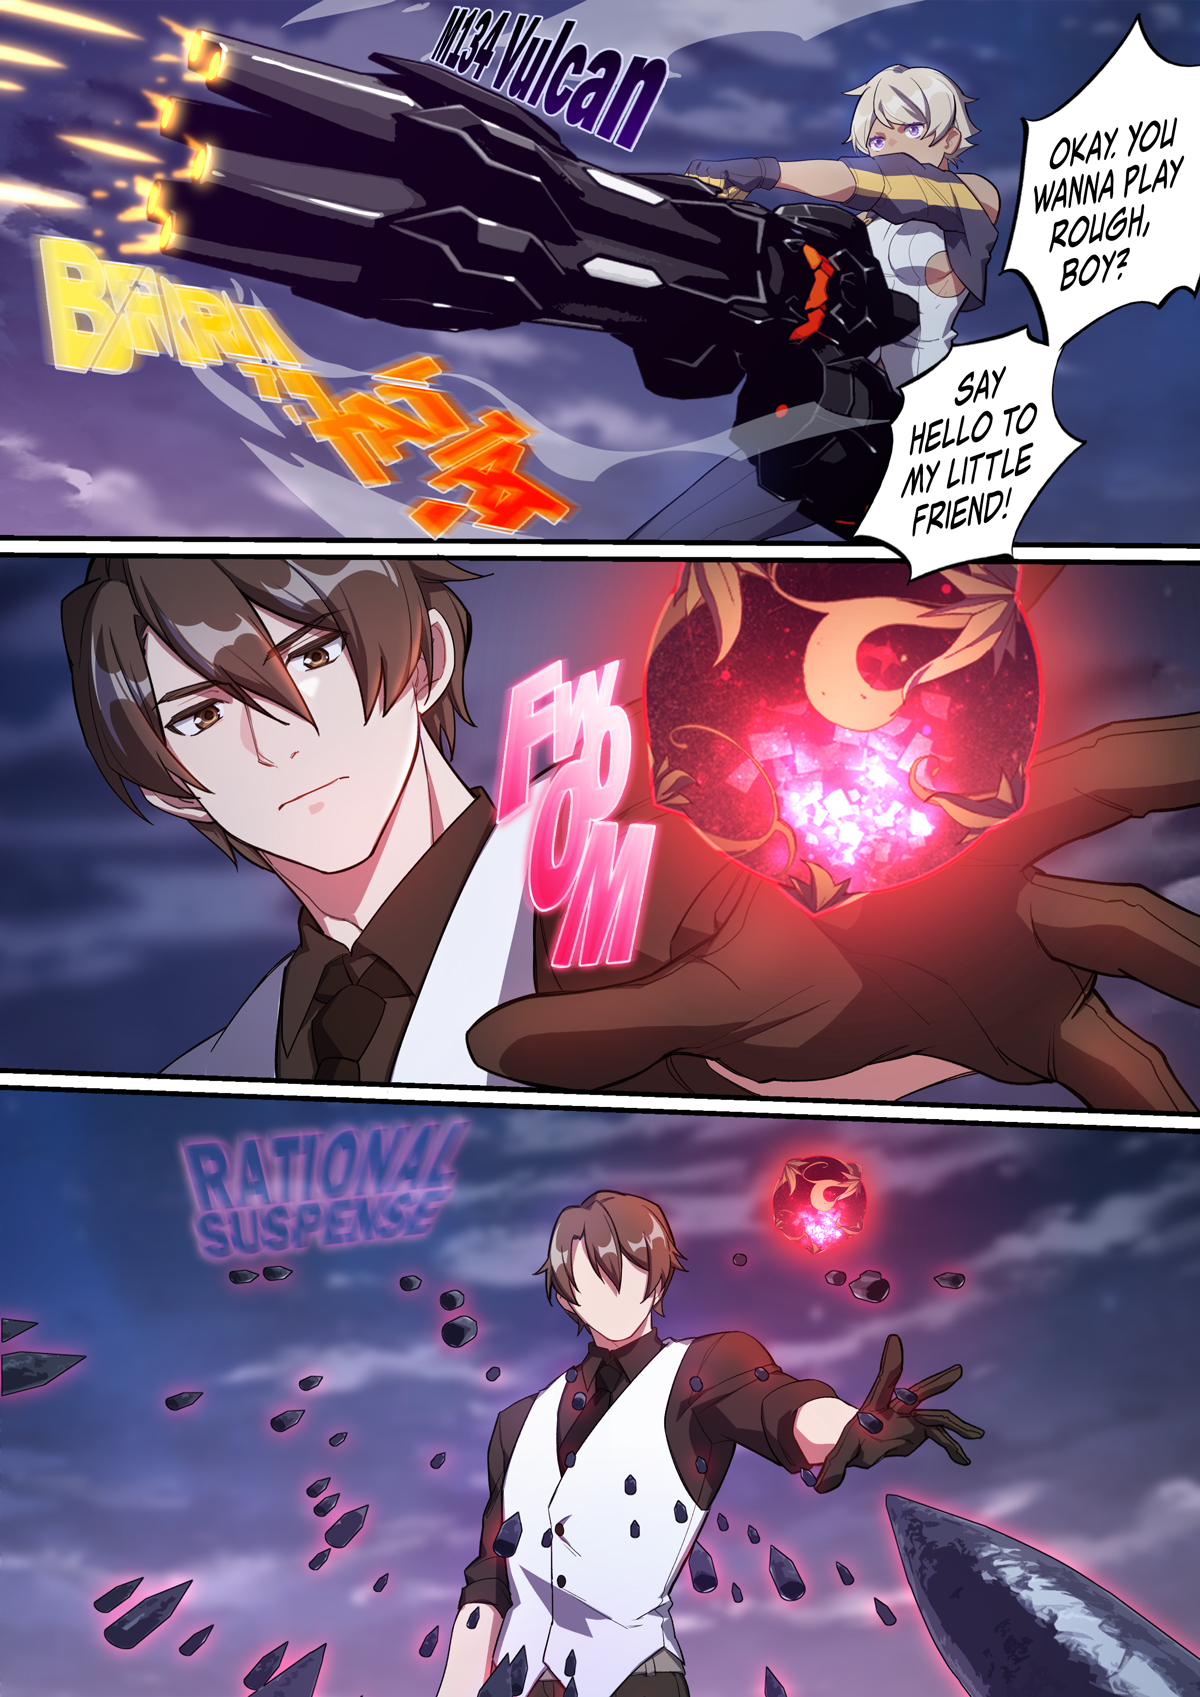 M134 Vulcan
OKAY. YOU
WANNA PLAY
ROUGH,
BOY?
SAY
HELLO TO
MY LITTLE
FRIEND!
FWOOM
RATIONAL
SUSPENSE